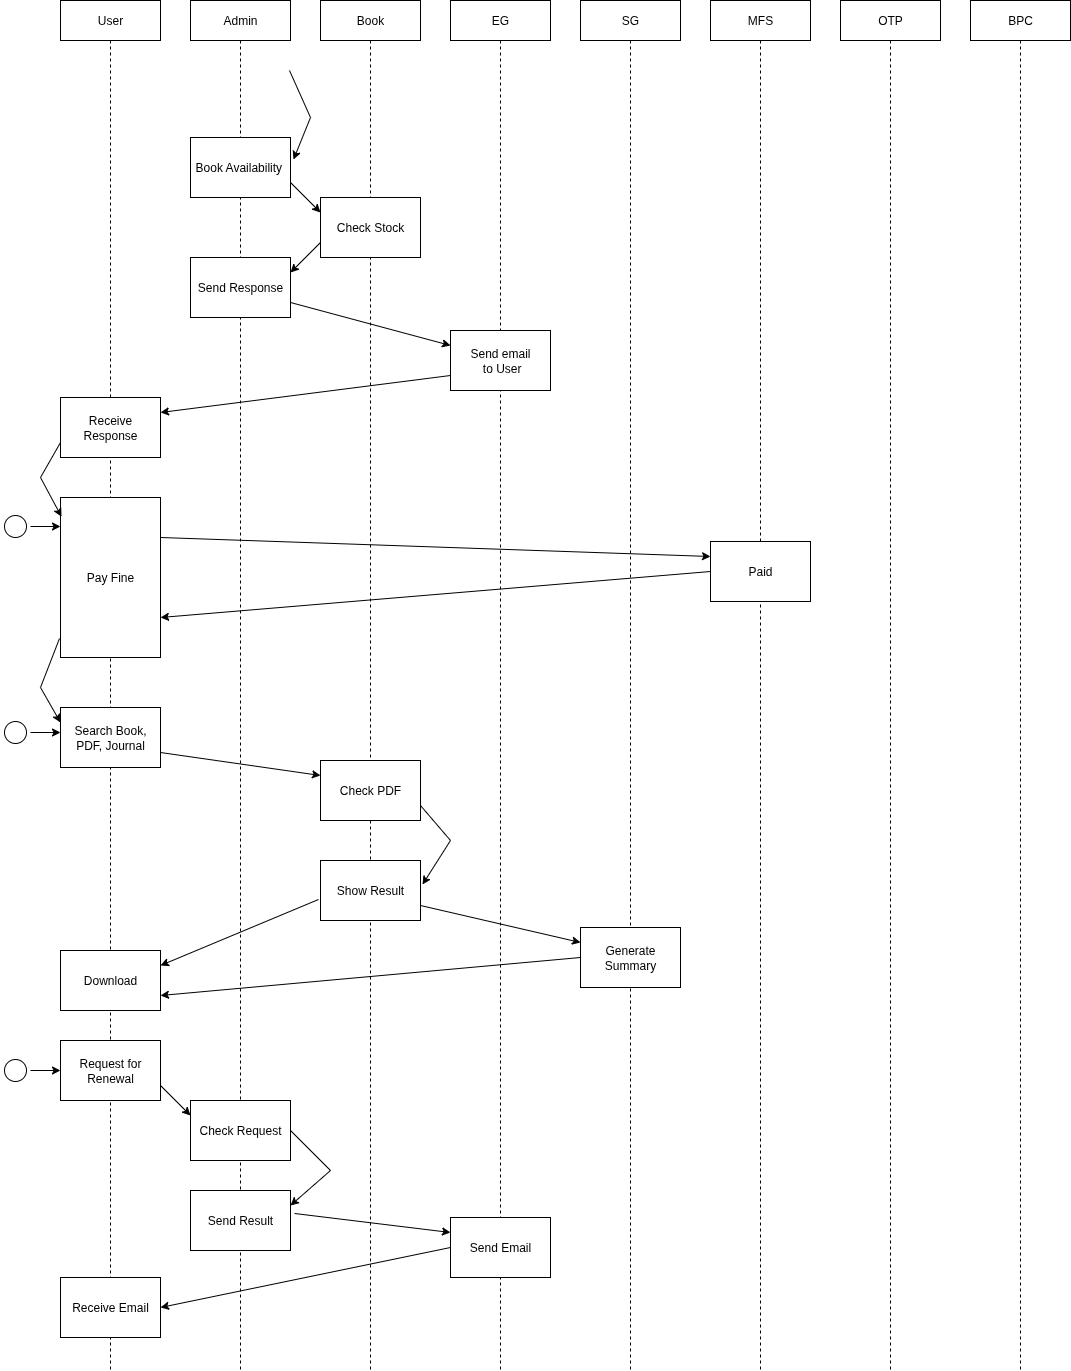 User
Admin
Book
EG
SG
MFS
OTP
BPC
Book Availability
Check Stock
Send Response
Send email
to User
Receive
Response
Pay Fine
Paid
Search Book,
PDF, Journal
Check PDF
Show Result
Generate
Summary
Download
Request for
Renewal
Check Request
Send Result
Send Email
Receive Email